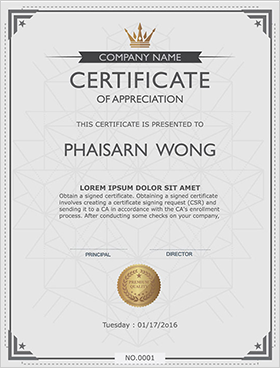 COMPANY NAME
CERTIFICATE
OF APPRECIATION
THIS CERTIFICATE IS PRESENTED TO
PHAISARN WONG
LOREM IPSUM DOLOR SIT AMET
Obtain a signed certificate. Obtaining a signed certificate
involves creating a certificate signing request (CSR) and
sending it to a CA in accordance with the CA's enrollment
process. After conducting some checks on your company,
PRINCIPAL DIRECTOR
PREMIUM
QUALITY
Tuesday : 01/17/2016
NO.0001